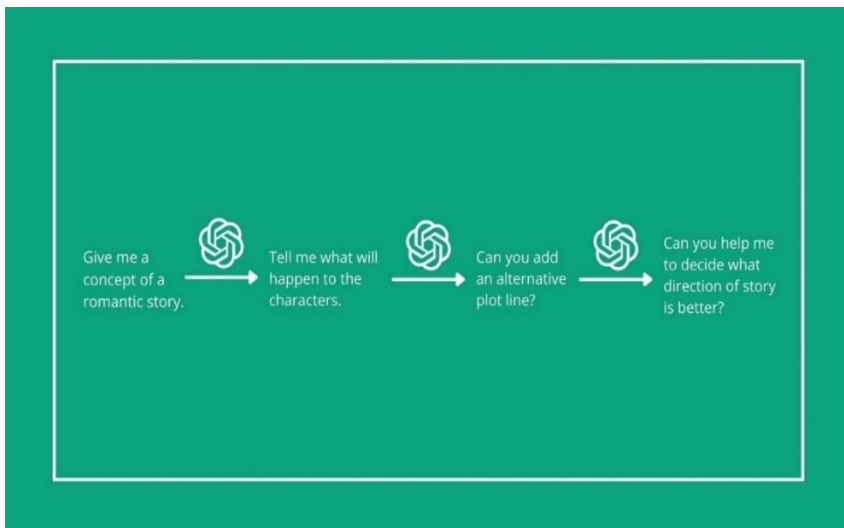 Give me a
concept of a
romantic story.
Tell me what will
happen to the
characters.
Can you add
an alternative
plot line?
Can you help me
to decide what
direction of story
is better?